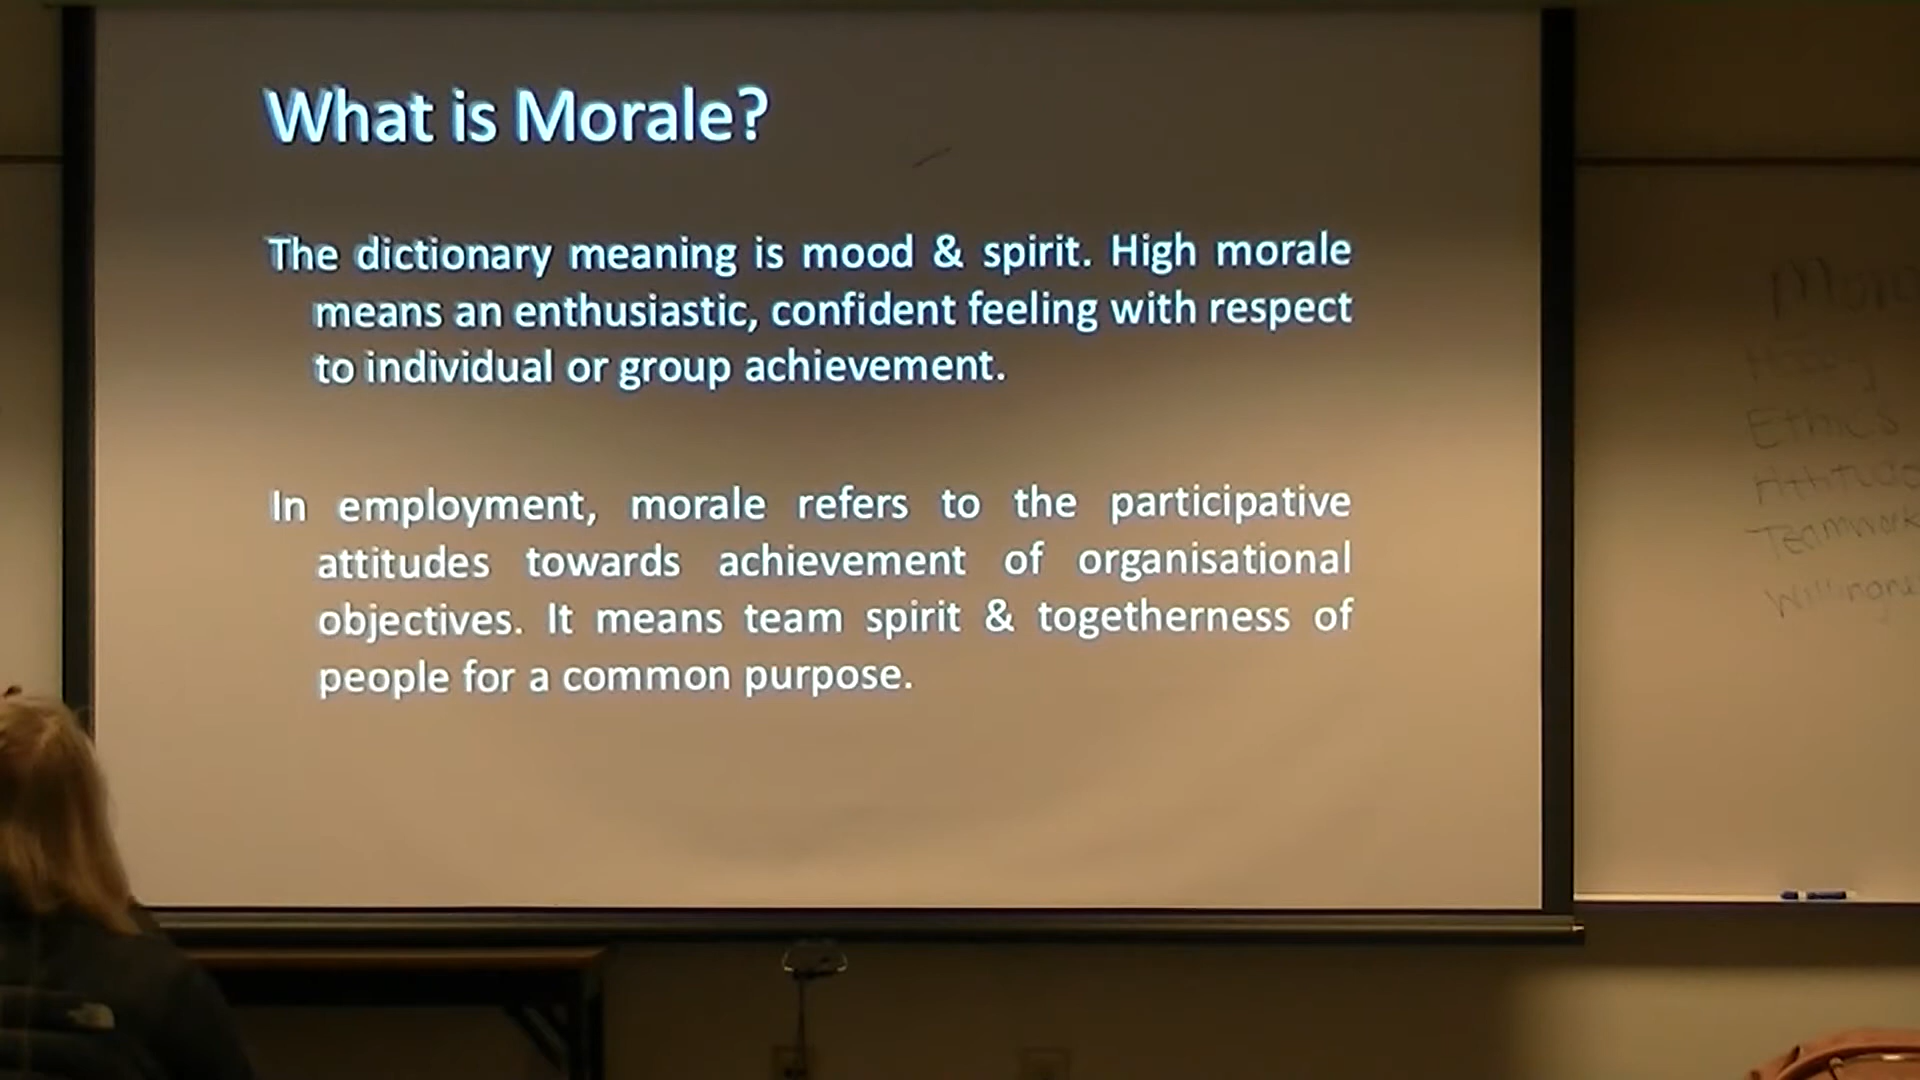 What is Morale?
The dictionary meaning is mood & spirit. High morale
means an enthusiastic, confident feeling with respect
to individual or group achievement.
In employment, morale refers to the participative
attitudes towards achievement of organisational
objectives. It means team spirit & togetherness of
people for a common purpose.
Ethics
Teamwork